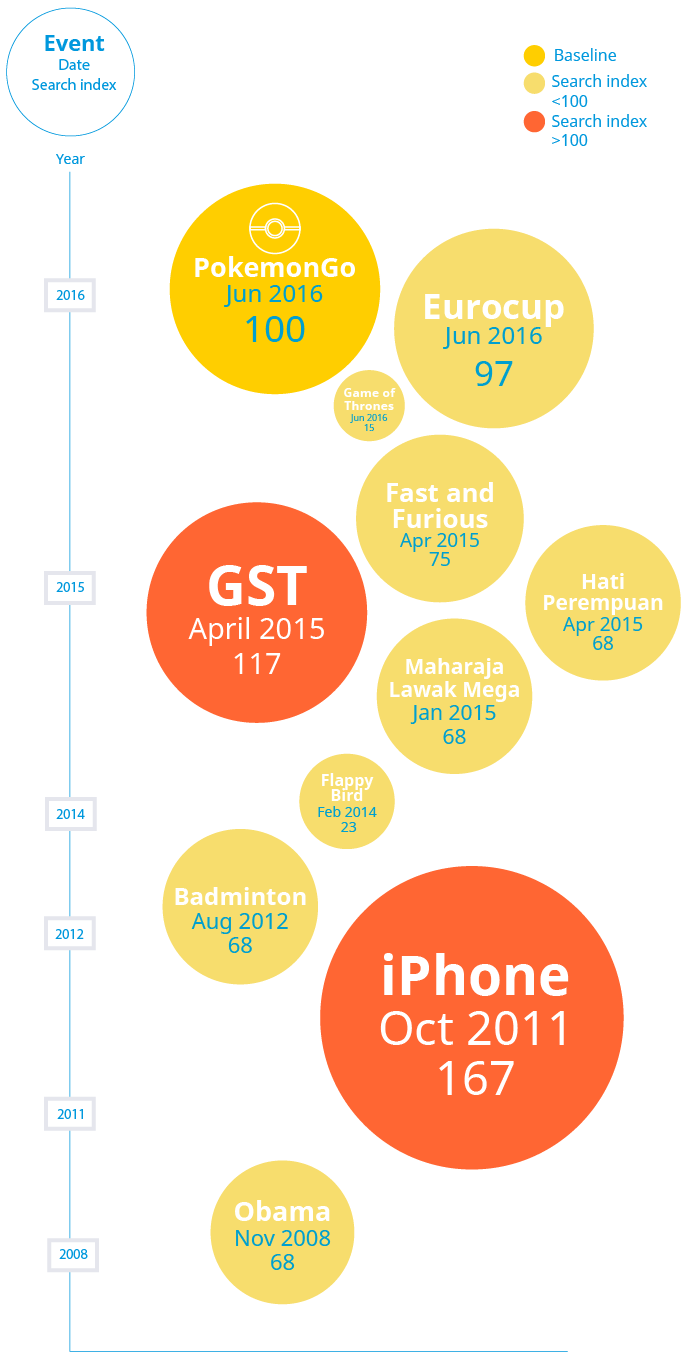 Event
Date
Search index
Baseline
Search index
<100
Search index
>100
Year
2016
PokemonGo
Jun 2016
100
Eurocup
Jun 2016
97
Game of
Thrones
Jun 2016
15
Fast and
Furious
Apr 2015
75
2015
GST
April 2015
117
Hati
Perempuan
Apr 2015
68
Maharaja
Lawak Mega
Jan 2015
68
2014
Flappy
Bird
Feb 2014
23
2012
Badminton
Aug 2012
68
iPhone
Oct 2011
167
2011
Obama
Nov 2008
68
2008